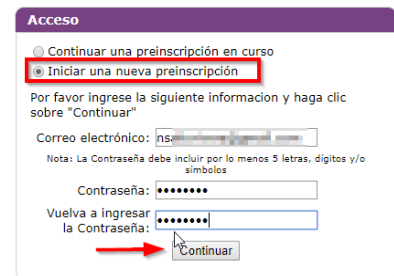 Acceso
Continuar una preinscripción en curso
Iniciar una nueva preinscripción
Por favor ingrese la siguiente informacion y haga clic
sobre "Continuar"
Correo electrónico:
Nota: La Contraseña debe incluir por lo menos 5 letras, dígitos y/o
símbolos
Contraseña: ••••••••
Vuelva a ingresar
la Contraseña: ••••••••
Continuar